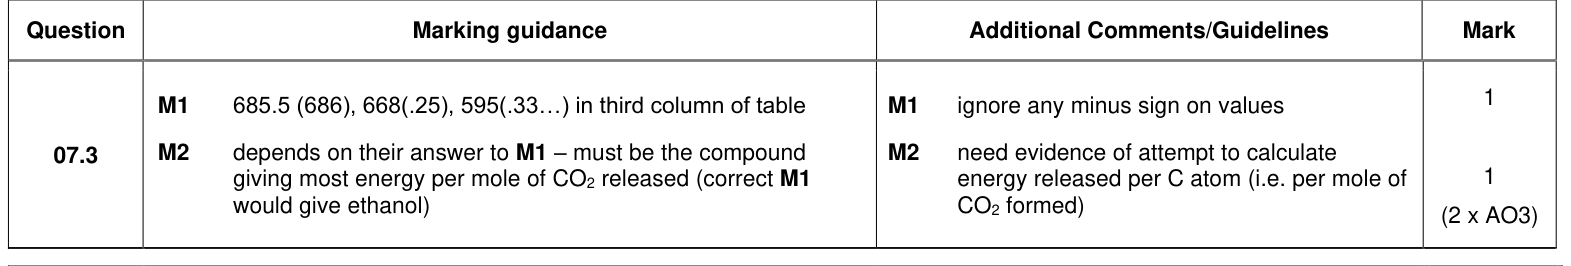 Question Marking guidance Additional Comments/Guidelines Mark
M1 685.5 (686), 668(.25), 595(.33…) in third column of table M1 ignore any minus sign on values 1
07.3 M2 depends on their answer to M1 – must be the compound M2 need evidence of attempt to calculate
giving most energy per mole of CO₂ released (correct M1 energy released per C atom (i.e. per mole of 1
would give ethanol) CO₂ formed) (2 x AO3)